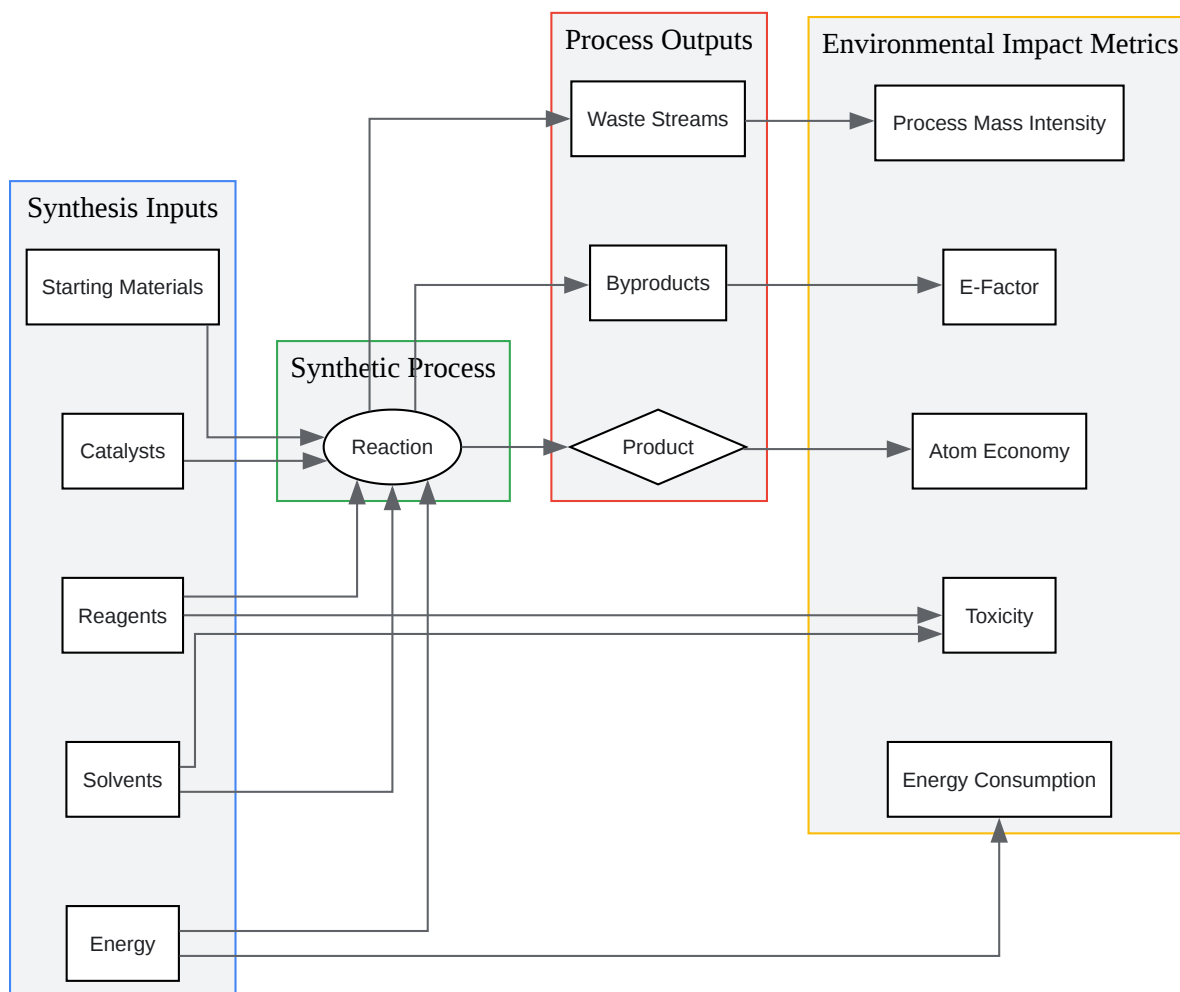 Synthesis Inputs
Starting Materials
Catalysts
Reagents
Solvents
Energy
Synthetic Process
Reaction
Process Outputs
Waste Streams
Byproducts
Product
Environmental Impact Metrics
Process Mass Intensity
E-Factor
Atom Economy
Toxicity
Energy Consumption